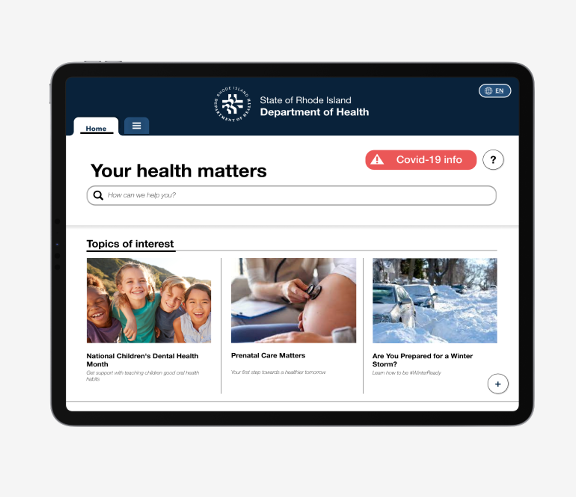 RHODE ISLAND
DEPARTMENT OF HEALTH
State of Rhode Island
Department of Health
EN
Home
Covid-19 info
?
Your health matters
How can we help you?
Topics of interest
National Children's Dental Health
Month
Get support with teaching children good oral health
habits
Prenatal Care Matters
Your first step towards a healthier tomorrow
Are You Prepared for a Winter
Storm?
Learn how to be #WinterReady
+